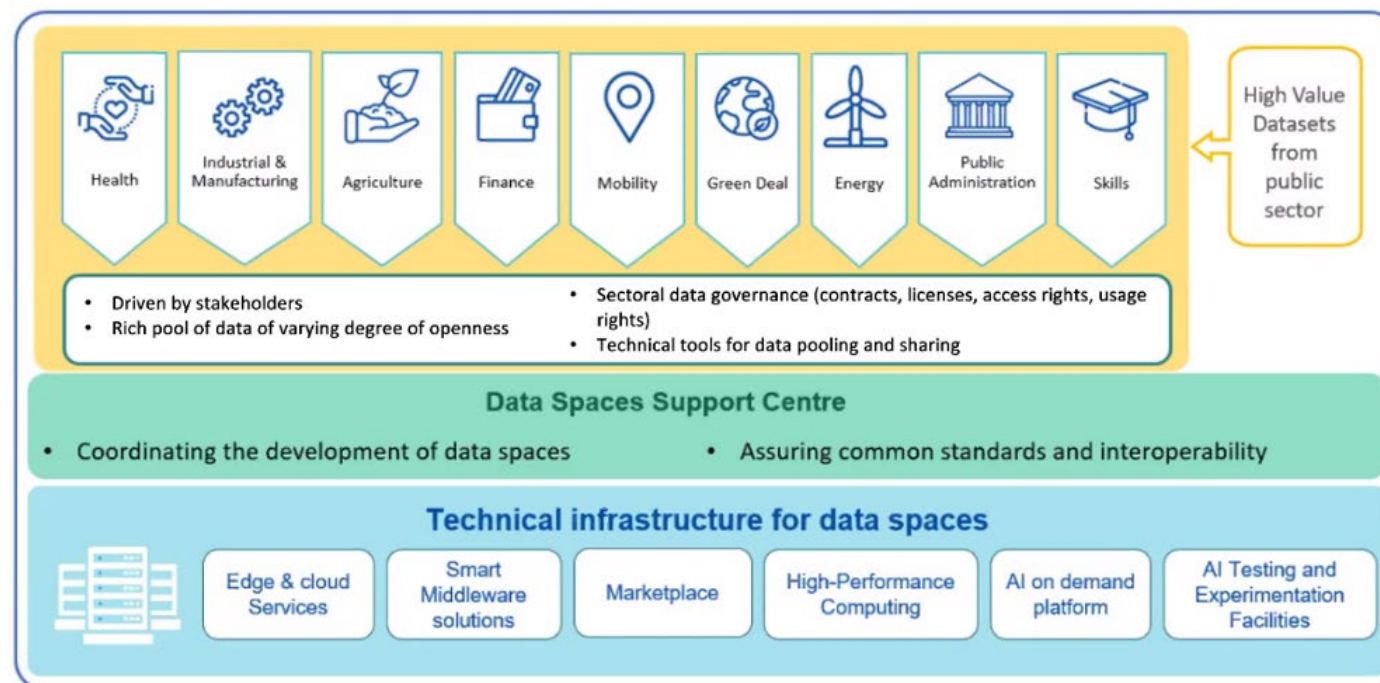 Health
Industrial &
Manufacturing
Agriculture
Finance
Mobility
Green Deal
Energy
Public
Administration
Skills
High Value
Datasets
from
public
sector
• Driven by stakeholders
• Rich pool of data of varying degree of openness
• Sectoral data governance (contracts, licenses, access rights, usage
rights)
• Technical tools for data pooling and sharing
Data Spaces Support Centre
• Coordinating the development of data spaces
• Assuring common standards and interoperability
Technical infrastructure for data spaces
Edge & cloud
Services
Smart
Middleware
solutions
Marketplace
High-Performance
Computing
AI on demand
platform
AI Testing and
Experimentation
Facilities